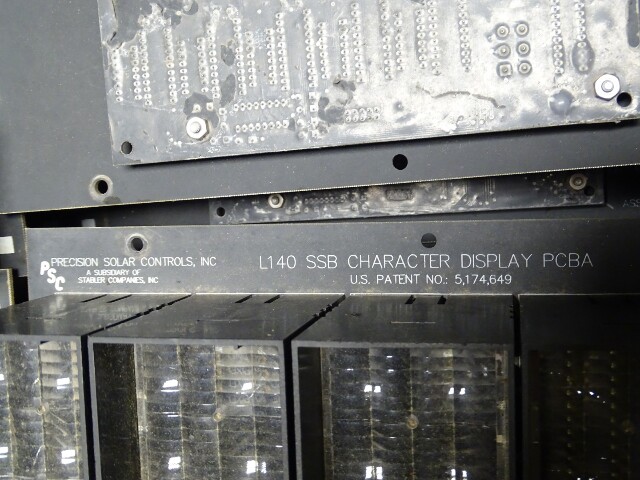 PSC
PRECISION SOLAR CONTROLS, INC
A SUBSIDIARY OF
STABLER COMPANIES, INC
L140 SSB CHARACTER DISPLAY PCBA
U.S. PATENT NO.: 5,174,649